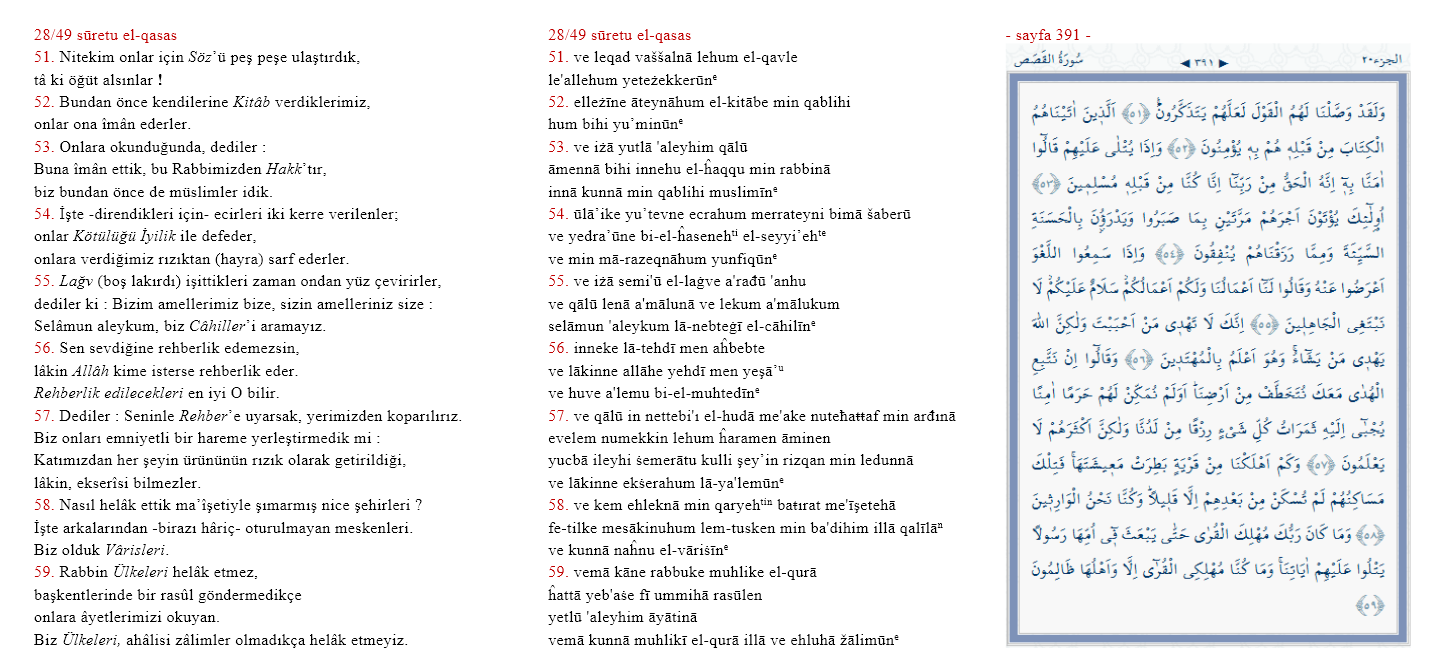 28/49 sūretu el-qasas
51. Nitekim onlar için Söz’ü peş peşe ulaştırdık,
tâ ki öğüt alsınlar !
52. Bundan önce kendilerine Kitâb verdiklerimiz,
onlar ona îmân ederler.
53. Onlara okunduğunda, dediler :
Buna îmân ettik, bu Rabbimizden Hakk’tır,
biz bundan önce de müslimler idik.
54. İşte -direndikleri için- ecirleri iki kerre verilenler;
onlar Kötülüğü İyilik ile defeder,
onlara verdiğimiz rızıktan (hayra) sarf ederler.
55. Lağv (boş lakırdı) işittikleri zaman ondan yüz çevirirler,
dediler ki : Bizim amellerimiz bize, sizin amelleriniz size :
Selâmun aleykum, biz Câhiller’i aramayız.
56. Sen sevdiğine rehberlik edemezsin,
lâkin Allâh kime isterse rehberlik eder.
Rehberlik edilecekleri en iyi O bilir.
57. Dediler : Seninle Rehber’e uyarsak, yerimizden koparılırız.
Biz onları emniyetli bir hareme yerleştirmedik mi :
Katımızdan her şeyin ürününün rızık olarak getirildiği,
lâkin, ekserîsi bilmezler.
58. Nasıl helâk ettik ma’îşetiyle şımarmış nice şehirleri ?
İşte arkalarından -birazı hâriç- oturulmayan meskenleri.
Biz olduk Vârisleri.
59. Rabbin Ülkeleri helâk etmez,
başkentlerinde bir rasûl göndermedikçe
onlara âyetlerimizi okuyan.
Biz Ülkeleri, ahâlisi zâlimler olmadıkça helâk etmeyiz.
28/49 sūretu el-qasas
51. ve leqad vaššalnā lehum el-qavle
le'allehum yeteżekkerūnᵉ
52. elleżīne āteynāhum el-kitābe min qablihi
hum bihi yu’minūnᵉ
53. ve iżā yutlā 'aleyhim qālū
āmennā bihi innehu el-ĥaqqu min rabbinā
innā kunnā min qablihi muslimīnᵉ
54. ūlā’ike yu’tevne ecrahum merrateyni bimā šaberū
ve yedra’ūne bi-el-ĥasenehᵗⁱ el-seyyi’ehᵗᵉ
ve min mā-razeqnāhum yunfiqūnᵉ
55. ve iżā semi'ū el-laġve a'rađū 'anhu
ve qālū lenā a'mālunā ve lekum a'mālukum
selāmun 'aleykum lā-nebteġī el-cāhilīnᵉ
56. inneke lā-tehdī men aĥbebte
ve lākinne allāhe yehdī men yeşā’ᵘ
ve huve a'lemu bi-el-muhtedīnᵉ
57. ve qālū in nettebi'ı el-hudā me'ake nuteħaŧŧaf min arđınā
evelem numekkin lehum ĥaramen āminen
yucbā ileyhi ŝemerātu kulli şey’in rizqan min ledunnā
ve lākinne ekŝerahum lā-ya'lemūnᵉ
58. ve kem ehleknā min qaryehᵗⁱⁿ baŧırat me'īşetehā
fe-tilke mesākinuhum lem-tusken min ba'dihim illā qalīlāⁿ
ve kunnā naĥnu el-vāriŝīnᵉ
59. vemā kāne rabbuke muhlike el-qurā
ĥattā yeb'aŝe fī ummihā rasūlen
yetlū 'aleyhim āyātinā
vemā kunnā muhlikī el-qurā illā ve ehluhā žālimūnᵉ
- sayfa 391 -
الجزء ٢٠ ◀ ٣٩١ ▶ سُورَةُ الْقَصَصِ
وَلَقَدْ وَصَّلْنَا لَهُمُ الْقَوْلَ لَعَلَّهُمْ يَتَذَكَّرُونَۜ ﴿٥١﴾ اَلَّذ۪ينَ اٰتَيْنَاهُمُ
الْكِتَابَ مِنْ قَبْلِه۪ هُمْ بِه۪ يُؤْمِنُونَ ﴿٥٢﴾ وَاِذَا يُتْلٰى عَلَيْهِمْ قَالُٓوا
اٰمَنَّا بِه۪ٓ اِنَّهُ الْحَقُّ مِنْ رَبِّنَٓا اِنَّا كُنَّا مِنْ قَبْلِه۪ مُسْلِم۪ينَ ﴿٥٣﴾
اُو۬لٰٓئِكَ يُؤْتَوْنَ اَجْرَهُمْ مَرَّتَيْنِ بِمَا صَبَرُوا وَيَدْرَؤُ۫نَ بِالْحَسَنَةِ
السَّيِّئَةَ وَمِمَّا رَزَقْنَاهُمْ يُنْفِقُونَ ﴿٥٤﴾ وَاِذَا سَمِعُوا اللَّغْوَ
اَعْرَضُوا عَنْهُ وَقَالُوا لَنَٓا اَعْمَالُنَا وَلَكُمْ اَعْمَالُكُمْۘ سَلَامٌ عَلَيْكُمْۘ لَا
نَبْتَغِي الْجَاهِل۪ينَ ﴿٥٥﴾ اِنَّكَ لَا تَهْد۪ي مَنْ اَحْبَبْتَ وَلٰكِنَّ اللّٰهَ
يَهْد۪ي مَنْ يَشَٓاءُۚ وَهُوَ اَعْلَمُ بِالْمُهْتَد۪ينَ ﴿٥٦﴾ وَقَالُٓوا اِنْ نَتَّبِعِ
الْهُدٰى مَعَكَ نُتَخَطَّفْ مِنْ اَرْضِنَاۜ اَوَلَمْ نُمَكِّنْ لَهُمْ حَرَمًا اٰمِنًا
يُجْبٰٓى اِلَيْهِ ثَمَرَاتُ كُلِّ شَيْءٍ رِزْقًا مِنْ لَدُنَّا وَلٰكِنَّ اَكْثَرَهُمْ لَا
يَعْلَمُونَ ﴿٥٧﴾ وَكَمْ اَهْلَكْنَا مِنْ قَرْيَةٍ بَطِرَتْ مَع۪يشَتَهَاۚ فَتِلْكَ
مَسَاكِنُهُمْ لَمْ تُسْكَنْ مِنْ بَعْدِهِمْ اِلَّا قَل۪يلًاۜ وَكُنَّا نَحْنُ الْوَارِث۪ينَ
﴿٥٨﴾ وَمَا كَانَ رَبُّكَ مُهْلِكَ الْقُرٰى حَتّٰى يَبْعَثَ ف۪ٓي اُمِّهَا رَسُولًا
يَتْلُوا عَلَيْهِمْ اٰيَاتِنَاۚ وَمَا كُنَّا مُهْلِكِي الْقُرٰٓى اِلَّا وَاَهْلُهَا ظَالِمُونَ
﴿٥٩﴾